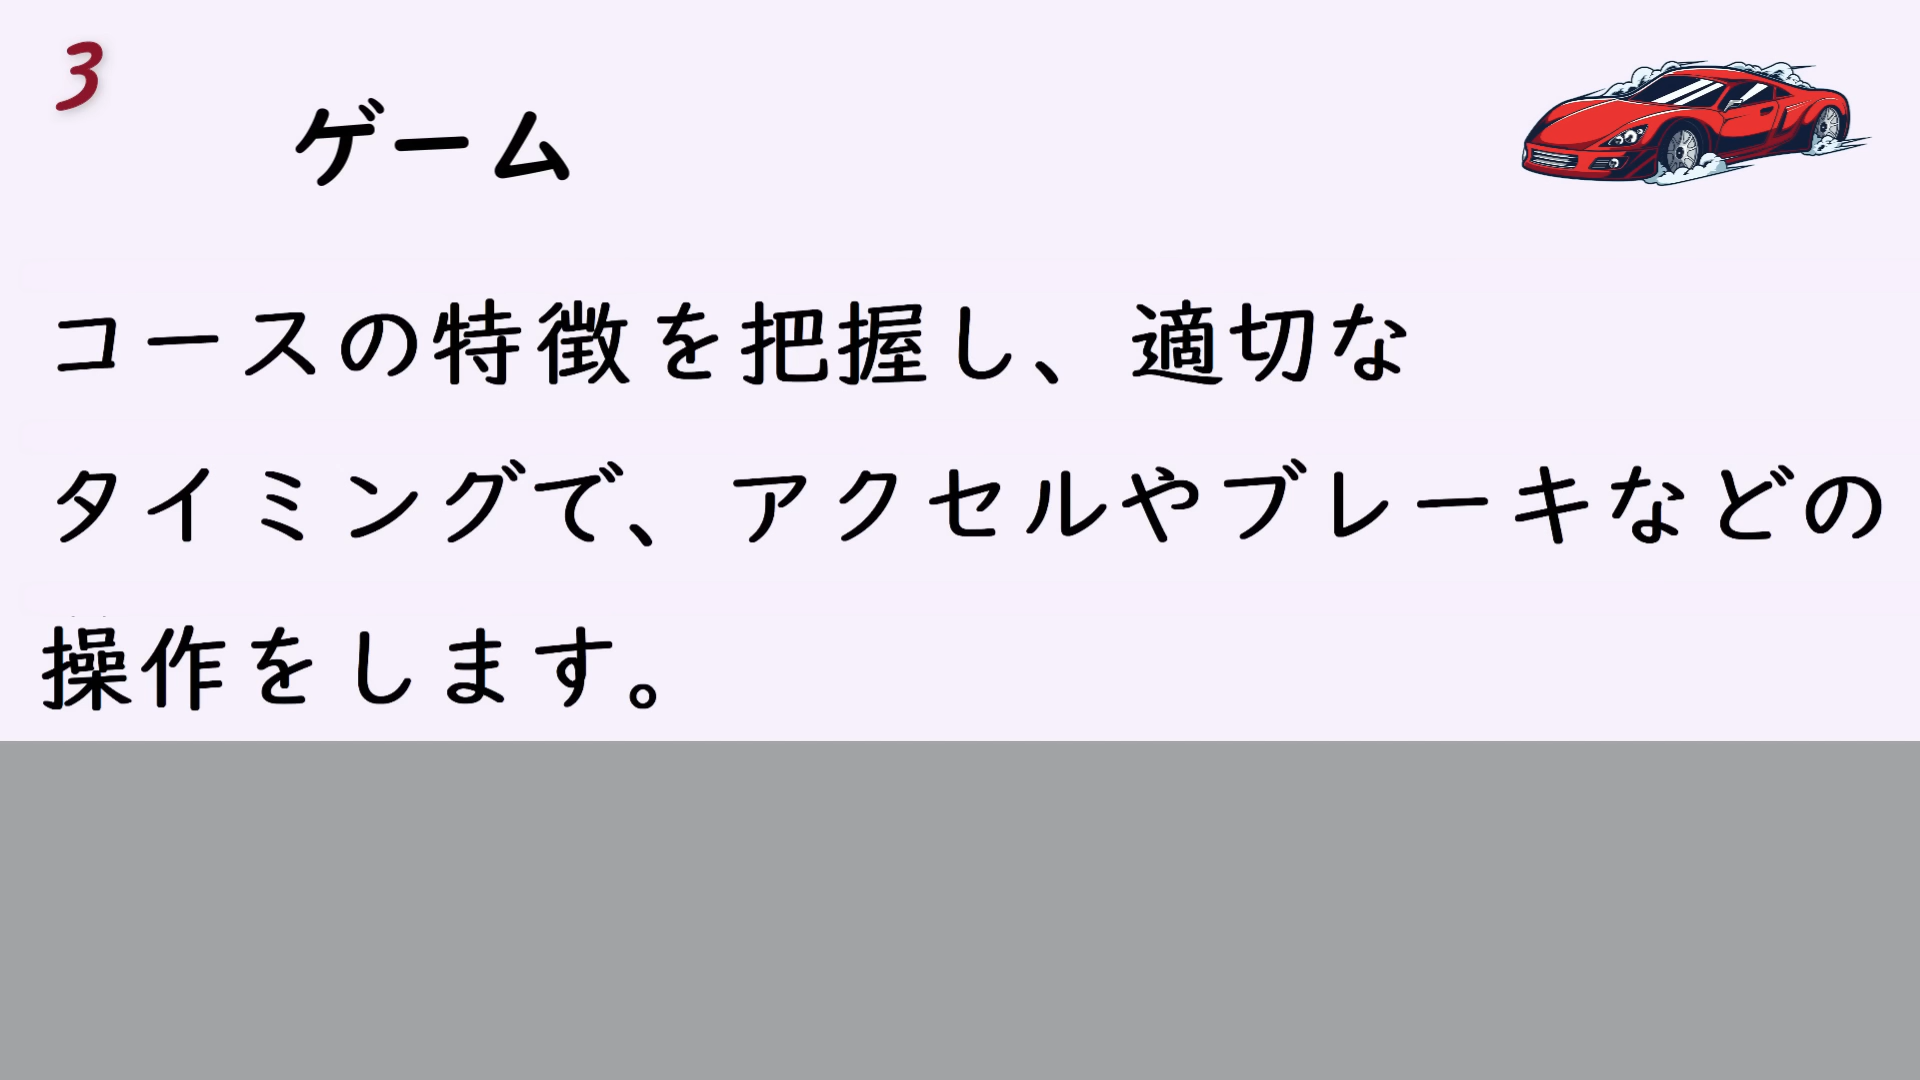 3
ゲーム
コースの特徴を把握し、適切な
タイミングで、アクセルやブレーキなどの
操作をします。